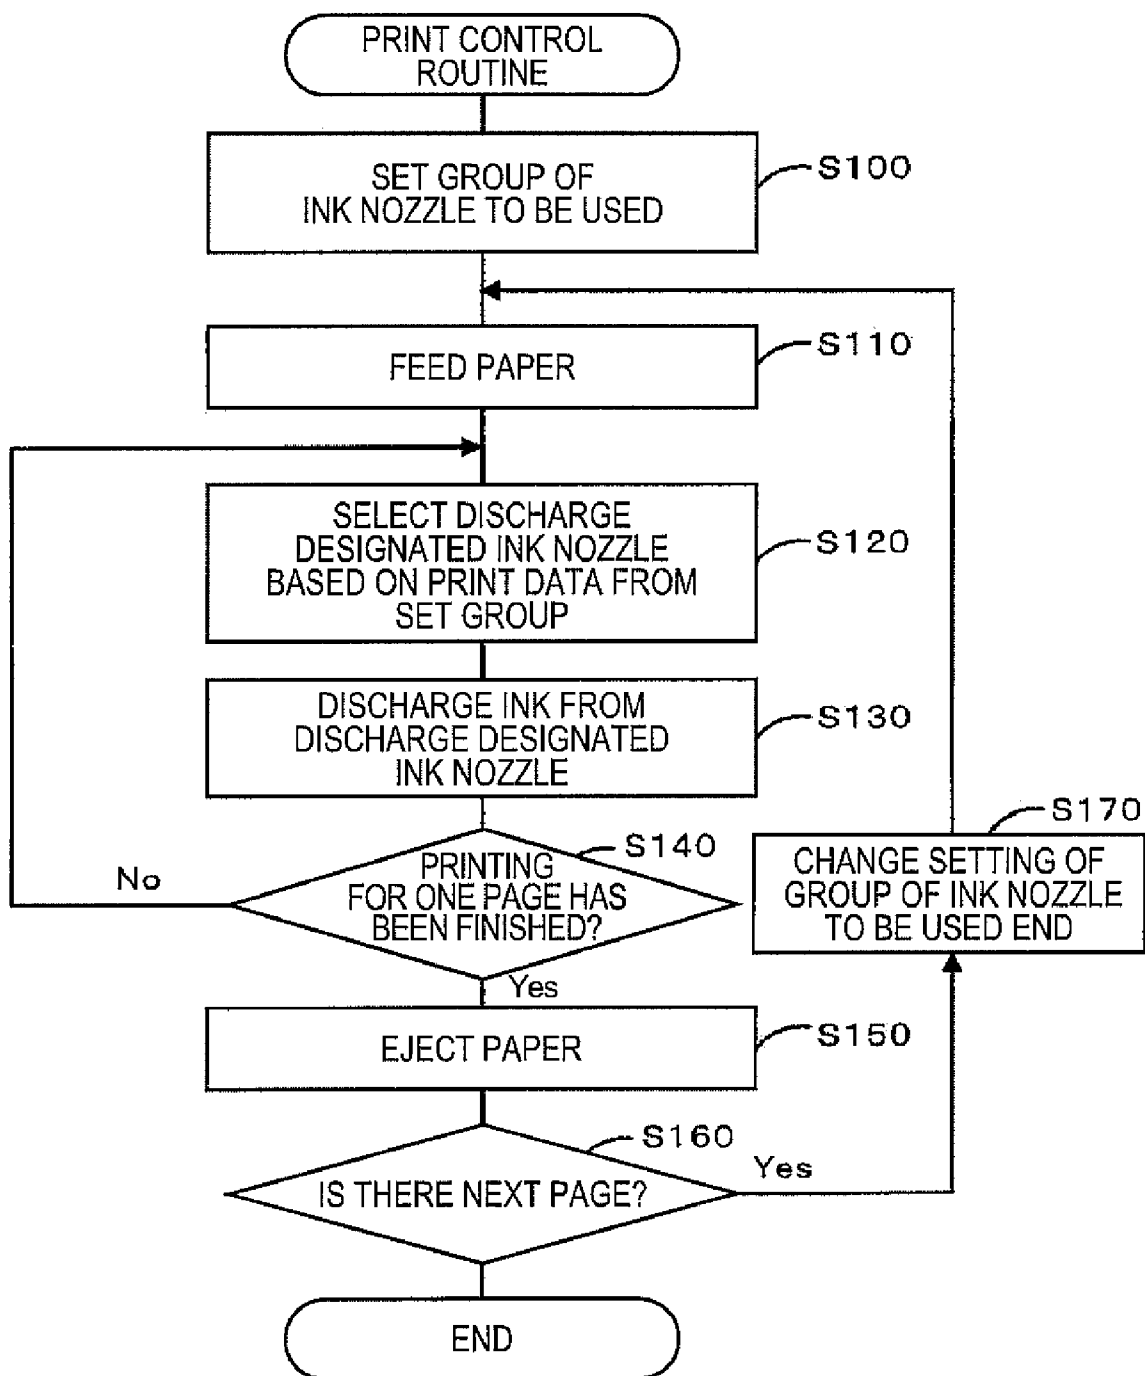 PRINT CONTROL
ROUTINE
SET GROUP OF
INK NOZZLE TO BE USED
S100
FEED PAPER
S110
SELECT DISCHARGE
DESIGNATED INK NOZZLE
BASED ON PRINT DATA FROM
SET GROUP
S120
DISCHARGE INK FROM
DISCHARGE DESIGNATED
INK NOZZLE
S130
PRINTING
FOR ONE PAGE HAS
BEEN FINISHED?
S140
No
Yes
S170
CHANGE SETTING OF
GROUP OF INK NOZZLE
TO BE USED END
EJECT PAPER
S150
IS THERE NEXT PAGE?
S160
Yes
END